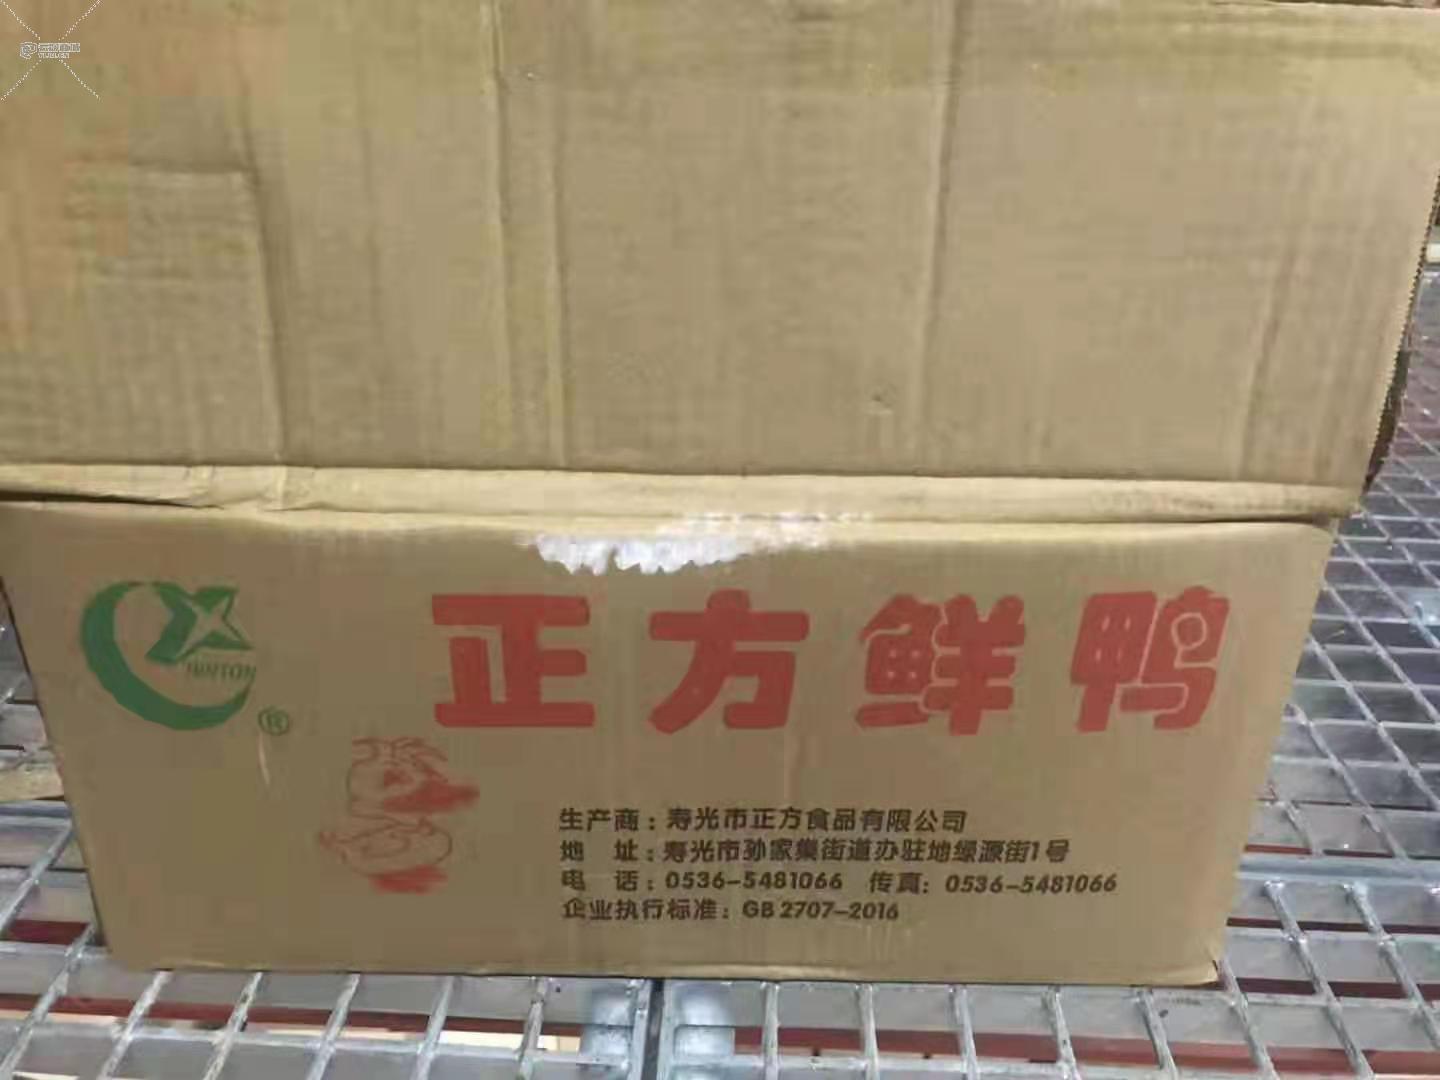 正方鲜鸭
®
生产商：寿光市正方食品有限公司
地 址：寿光市孙家集街道办驻地绿源街1号
电 话：0536-5481066 传真：0536-5481066
企业执行标准：GB 2707-2016